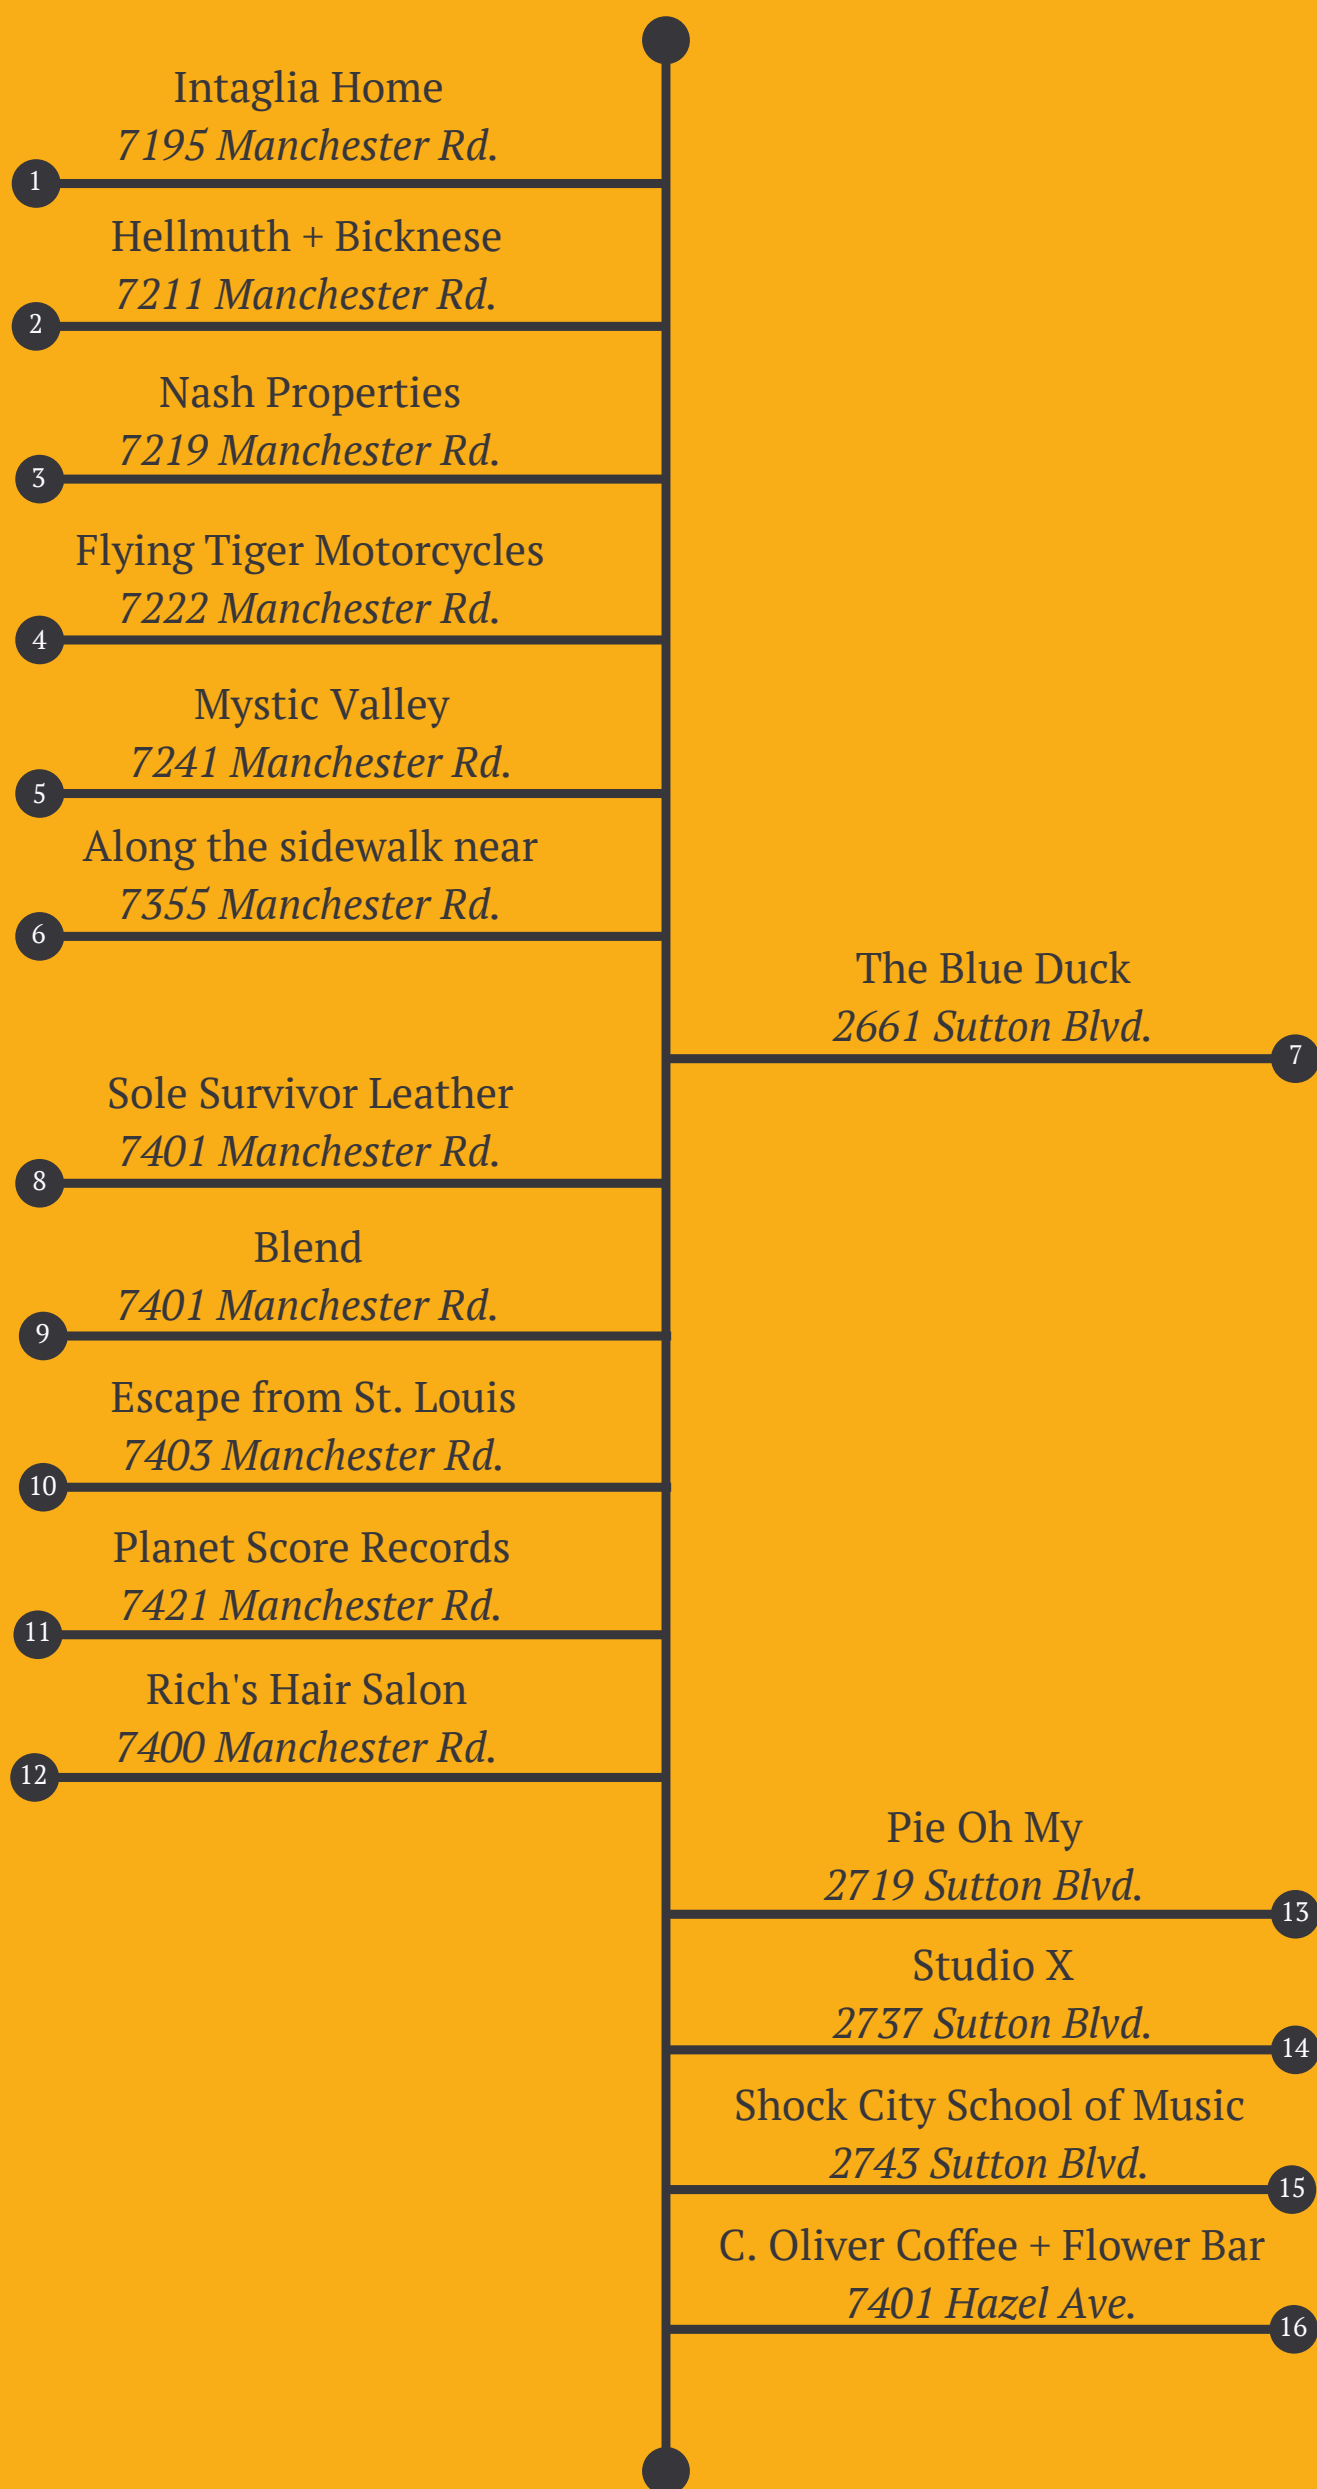 Intaglia Home
7195 Manchester Rd.
1
Hellmuth + Bicknese
7211 Manchester Rd.
2
Nash Properties
7219 Manchester Rd.
3
Flying Tiger Motorcycles
7222 Manchester Rd.
4
Mystic Valley
7241 Manchester Rd.
5
Along the sidewalk near
7355 Manchester Rd.
6
The Blue Duck
2661 Sutton Blvd.
7
Sole Survivor Leather
7401 Manchester Rd.
8
Blend
7401 Manchester Rd.
9
Escape from St. Louis
7403 Manchester Rd.
10
Planet Score Records
7421 Manchester Rd.
11
Rich's Hair Salon
7400 Manchester Rd.
12
Pie Oh My
2719 Sutton Blvd.
13
Studio X
2737 Sutton Blvd.
14
Shock City School of Music
2743 Sutton Blvd.
15
C. Oliver Coffee + Flower Bar
7401 Hazel Ave.
16